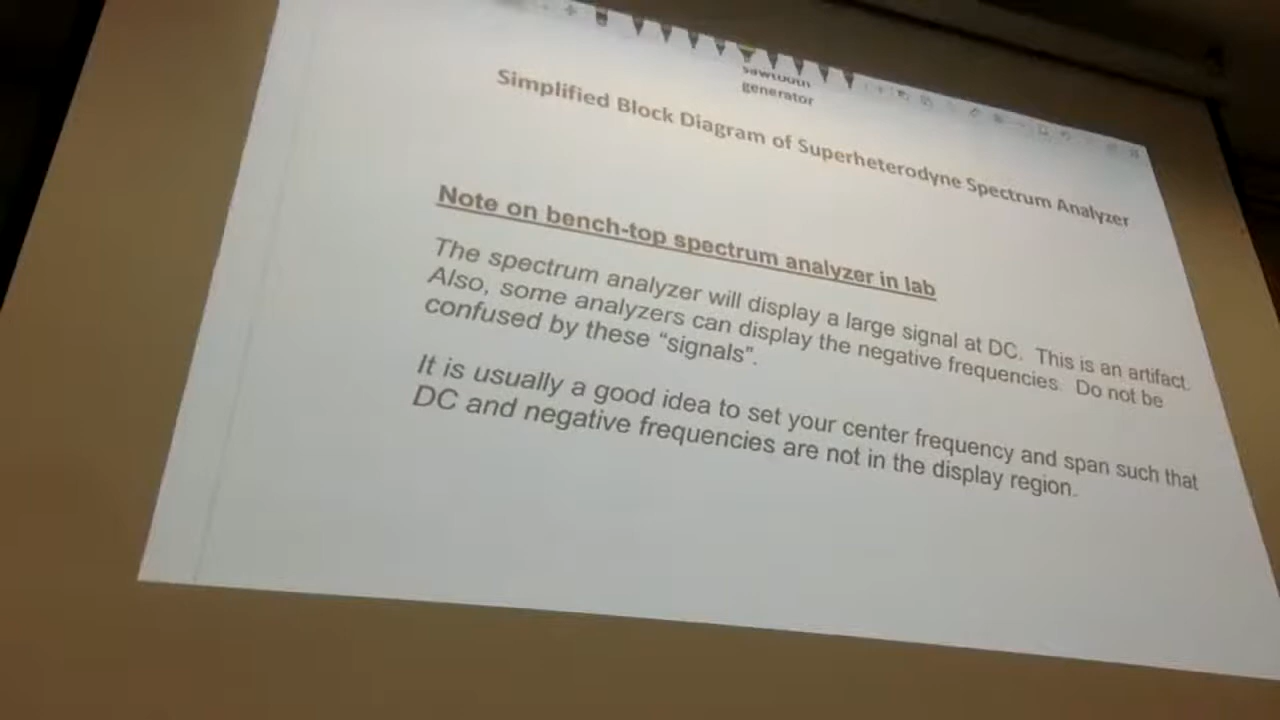 sawtooth
generator
Simplified Block Diagram of Superheterodyne Spectrum Analyzer
Note on bench-top spectrum analyzer in lab
The spectrum analyzer will display a large signal at DC. This is an artifact.
Also, some analyzers can display the negative frequencies. Do not be
confused by these “signals”.
It is usually a good idea to set your center frequency and span such that
DC and negative frequencies are not in the display region.